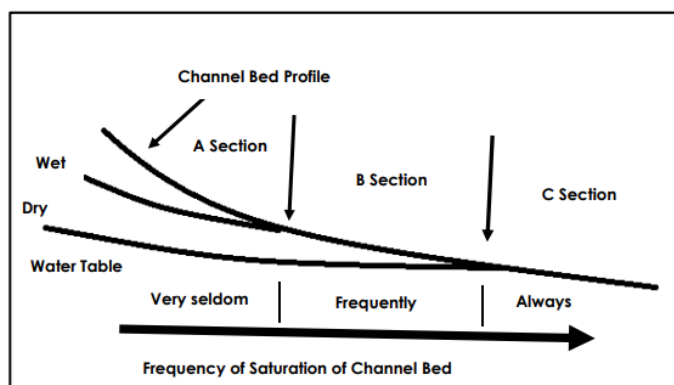 Channel Bed Profile
A Section
Wet
B Section
C Section
Dry
Water Table
Very seldom
Frequently
Always
Frequency of Saturation of Channel Bed